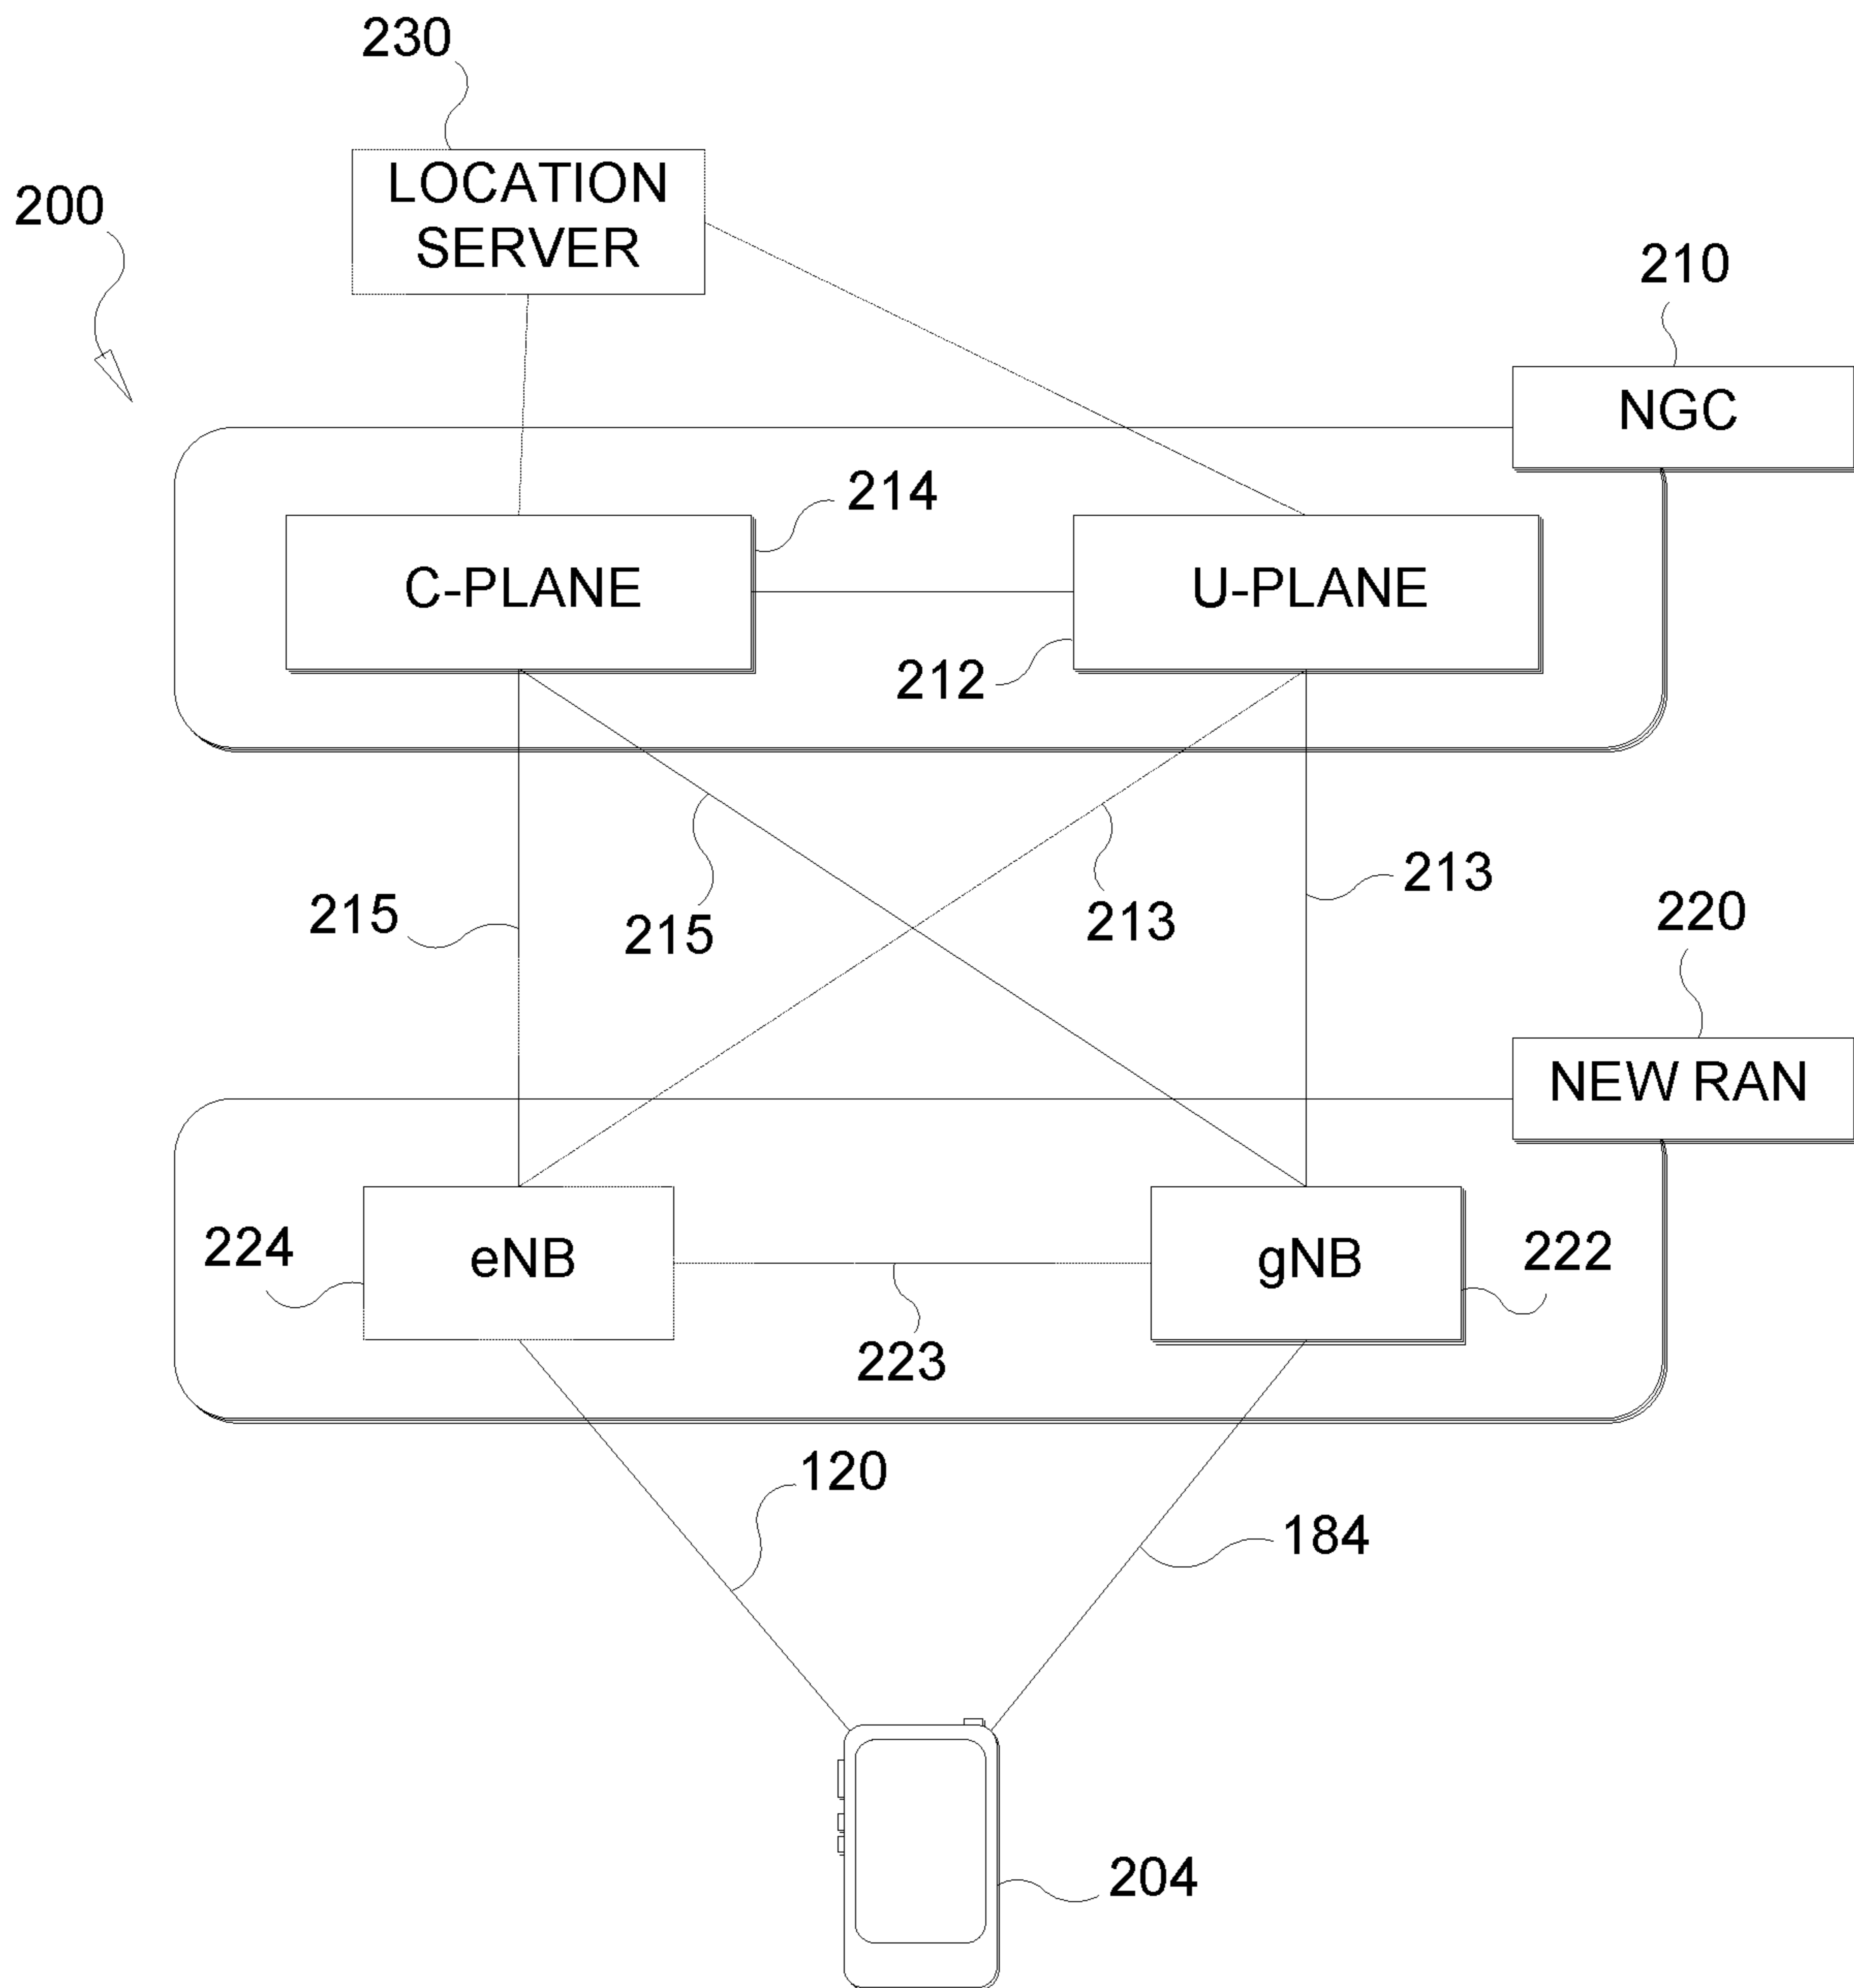 230
LOCATION
SERVER
200
210
NGC
214
C-PLANE
U-PLANE
212
215
215
213
213
220
NEW RAN
224
eNB
gNB
222
223
120
184
204